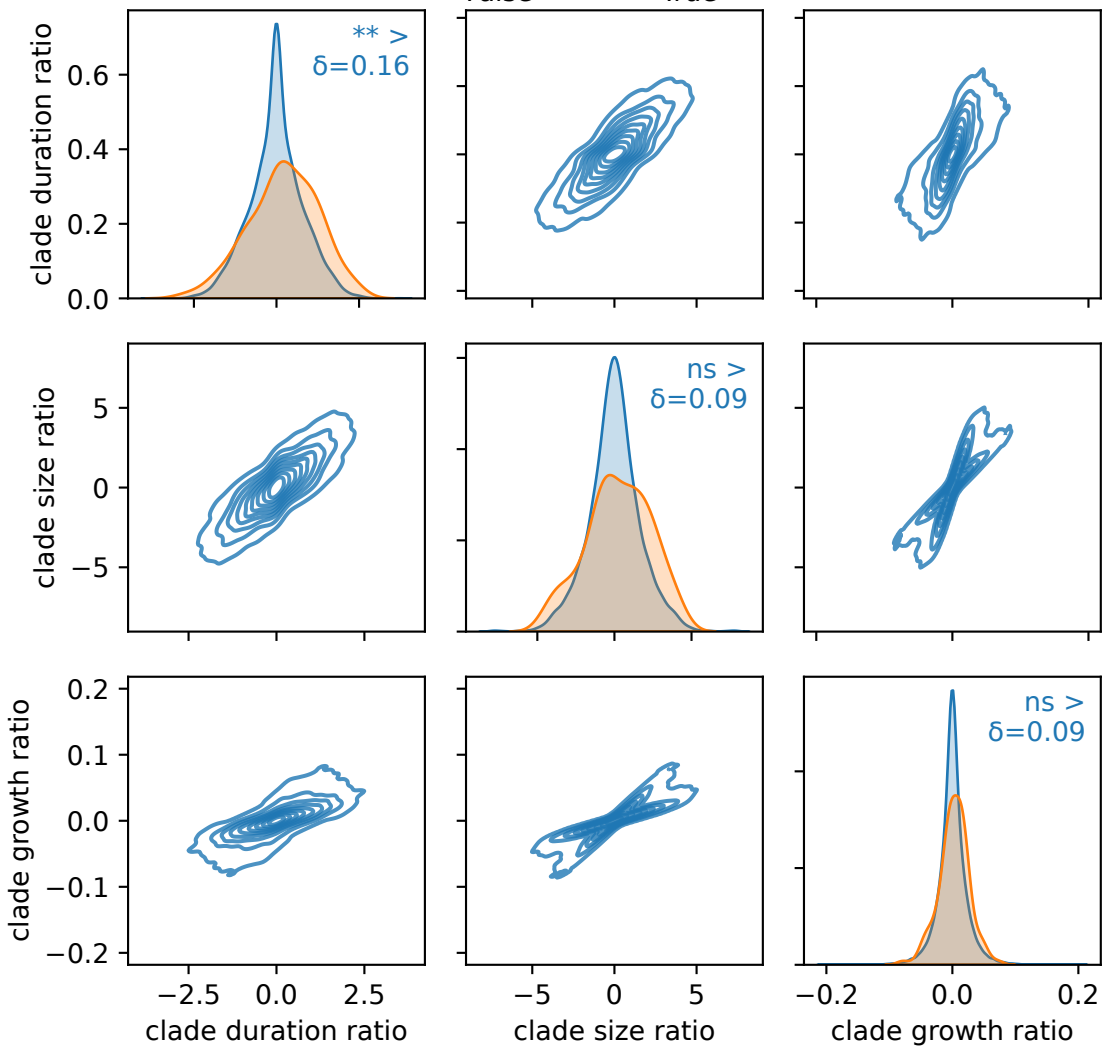 clade duration ratio
0.6
0.4
0.2
0.0
** >
δ=0.16
clade size ratio
5
0
−5
ns >
δ=0.09
clade growth ratio
0.2
0.1
0.0
−0.1
−0.2
ns >
δ=0.09
−2.5 0.0 2.5
−5 0 5
−0.2 0.0 0.2
clade duration ratio
clade size ratio
clade growth ratio